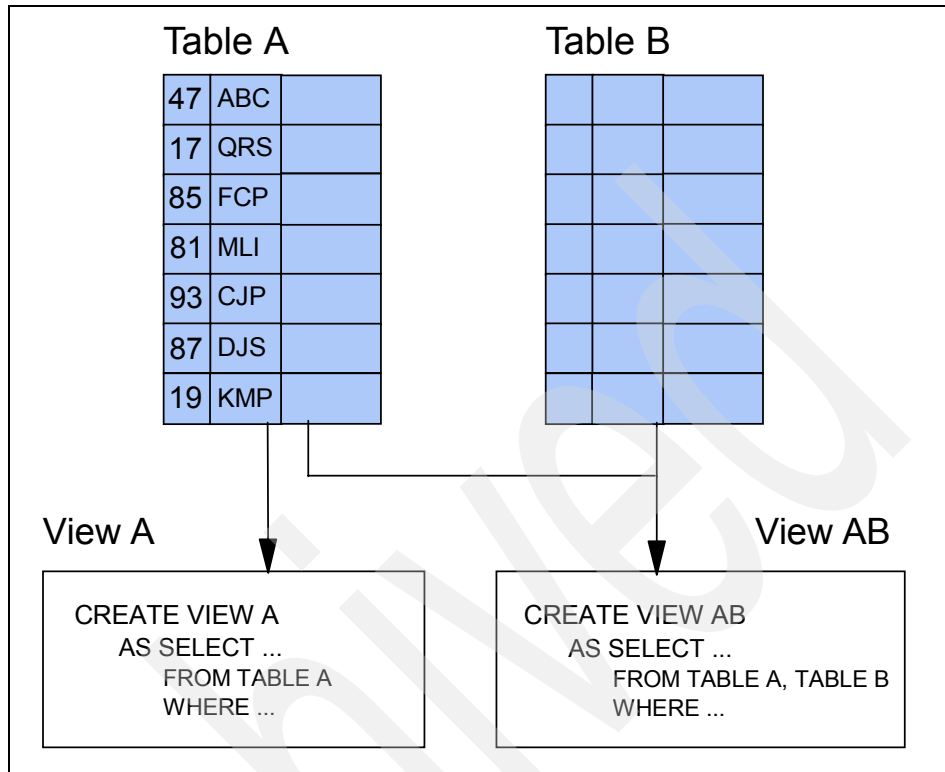 Table A
Table B
47 ABC
17 QRS
85 FCP
81 MLI
93 CJP
87 DJS
19 KMP
View A
View AB
CREATE VIEW A
AS SELECT ...
FROM TABLE A
WHERE ...
CREATE VIEW AB
AS SELECT ...
FROM TABLE A, TABLE B
WHERE ...
hived